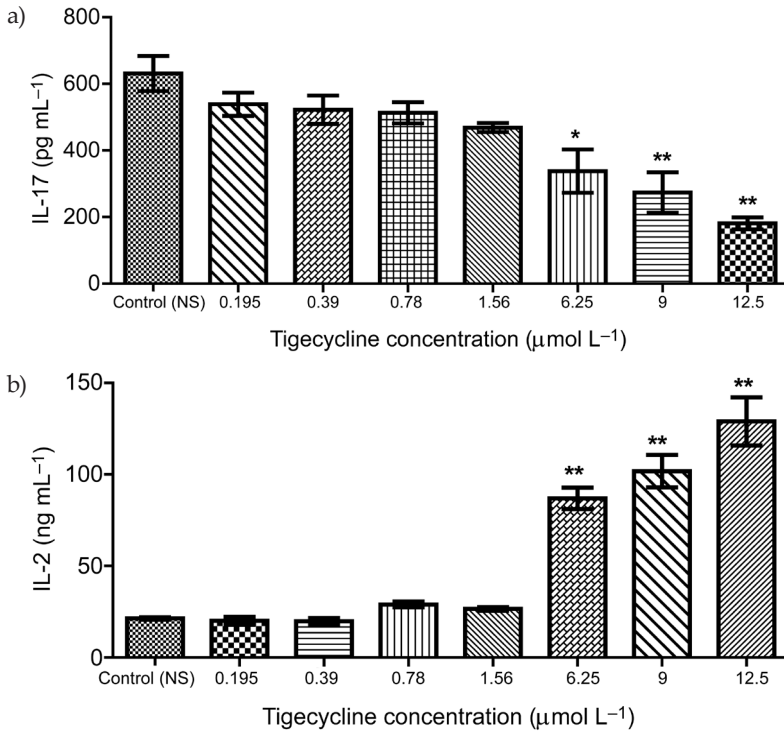 a)
800
600
400
200
0
IL-17 (pg mL⁻¹)
*
**
**
Control (NS) 0.195 0.39 0.78 1.56 6.25 9 12.5
Tigecycline concentration (μmol L⁻¹)
b)
150
100
50
0
IL-2 (ng mL⁻¹)
**
**
**
Control (NS) 0.195 0.39 0.78 1.56 6.25 9 12.5
Tigecycline concentration (μmol L⁻¹)